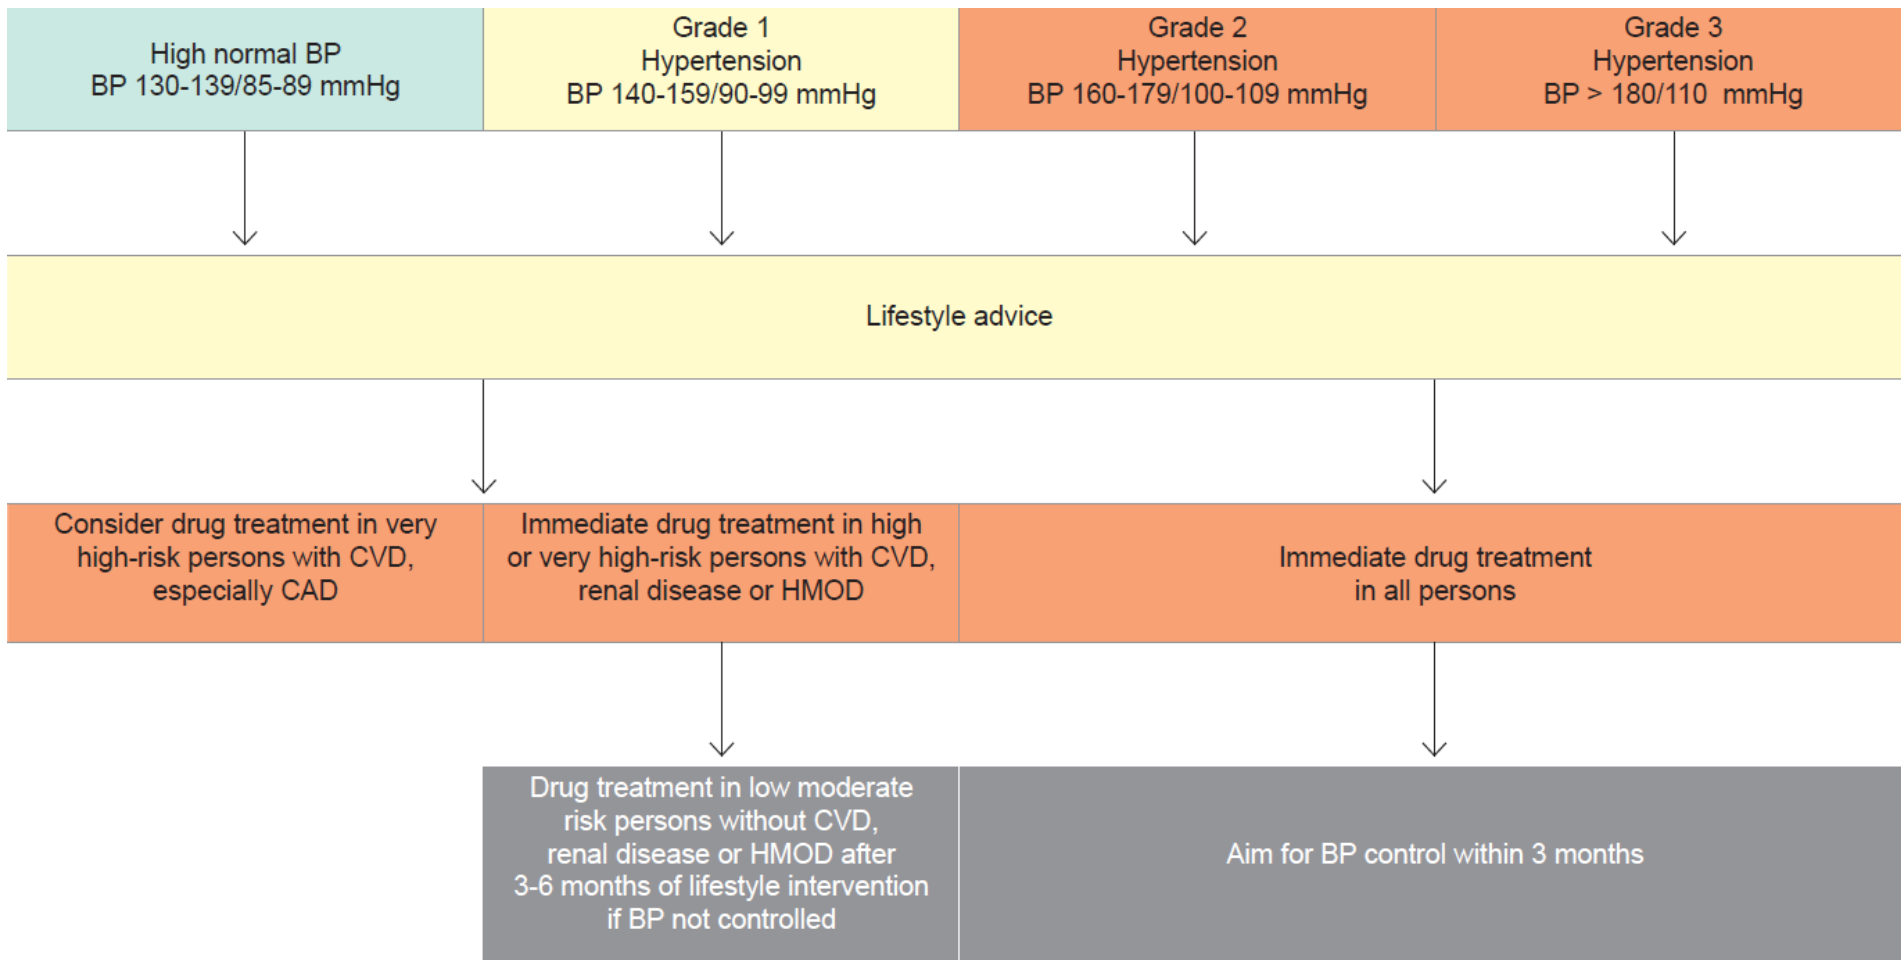 High normal BP
BP 130-139/85-89 mmHg
Grade 1
Hypertension
BP 140-159/90-99 mmHg
Grade 2
Hypertension
BP 160-179/100-109 mmHg
Grade 3
Hypertension
BP > 180/110 mmHg
Lifestyle advice
Consider drug treatment in very
high-risk persons with CVD,
especially CAD
Immediate drug treatment in high
or very high-risk persons with CVD,
renal disease or HMOD
Immediate drug treatment
in all persons
Drug treatment in low moderate
risk persons without CVD,
renal disease or HMOD after
3-6 months of lifestyle intervention
if BP not controlled
Aim for BP control within 3 months